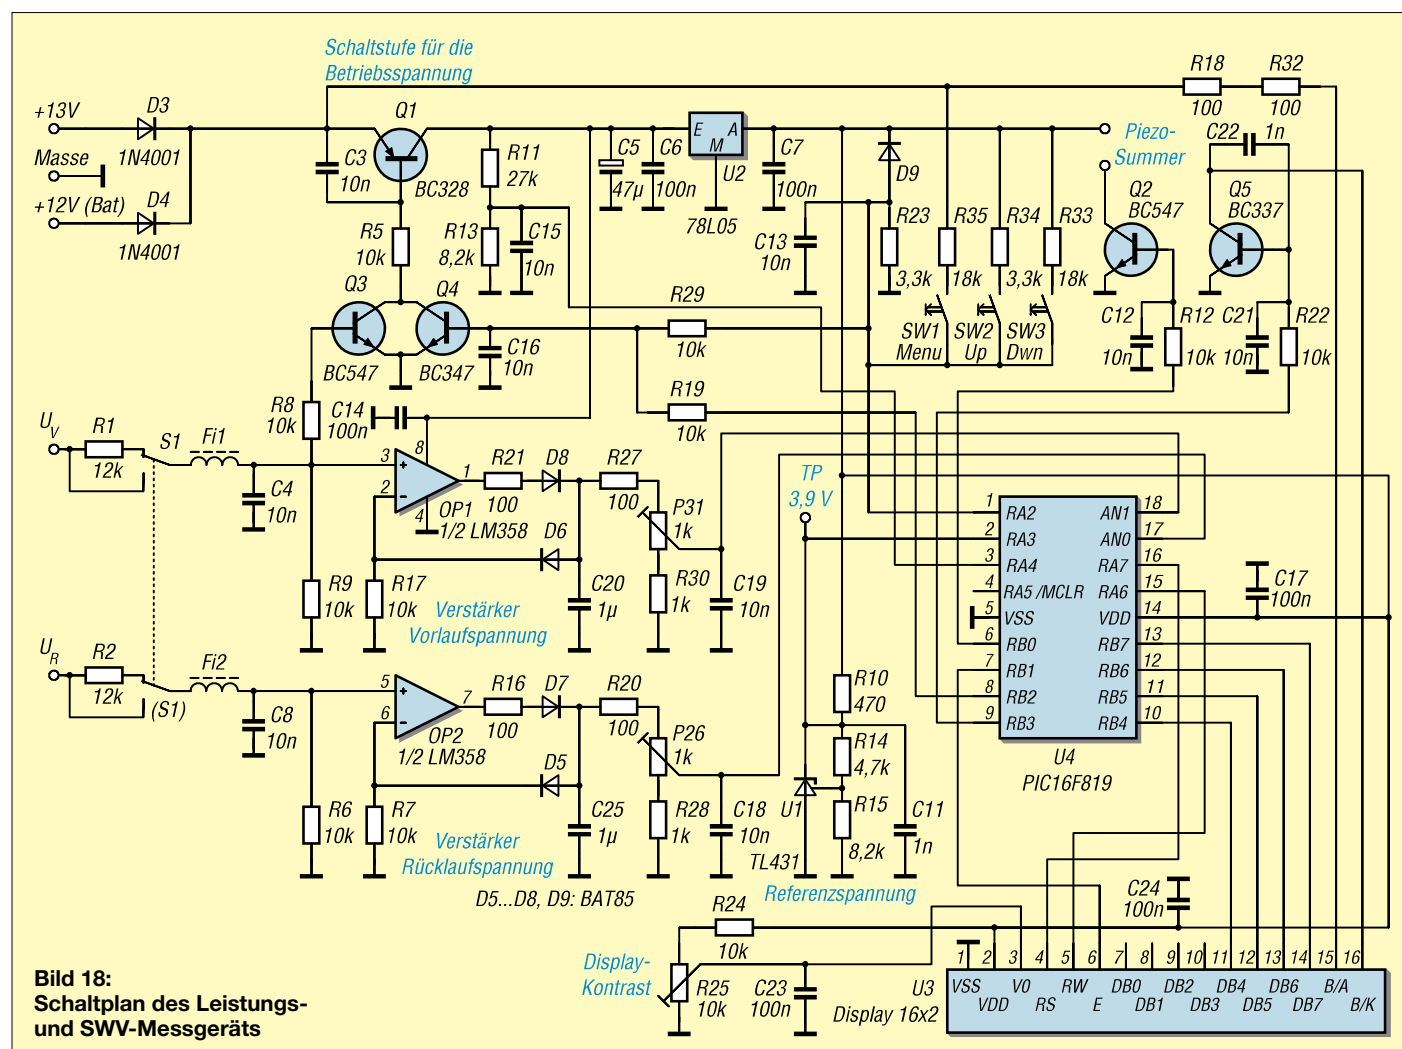 Schaltstufe für die
Betriebsspannung
+13V
D3
1N4001
Masse
+12V (Bat)
D4
1N4001
Q1
C3
10n
BC328
R11
27k
C5
47µ
C6
100n
E A
M
U2
78L05
C7
100n
D9
R18
100
R32
100
C22
1n
Piezo-
Summer
Q2
BC547
Q5
BC337
R5
10k
R13
8,2k
C15
10n
C13
10n
R23
3,3k
R35
18k
R34
3,3k
R33
18k
Q3
Q4
BC547
BC347
C16
10n
R29
10k
SW1
Menu
SW2
Up
SW3
Dwn
C12
10n
R12
10k
C21
10n
R22
10k
R19
10k
R8
10k
C14
100n
UV
R1
12k
S1
Fi1
C4
10n
3
+
2
-
8
4
1
OP1
1/2 LM358
R21
100
D8
R27
100
D6
P31
1k
R9
10k
R17
10k
Verstärker
Vorlaufspannung
C20
1µ
R30
1k
C19
10n
TP
3,9 V
1 RA2
2 RA3
3 RA4
4 RA5 /MCLR
5 VSS
6 RB0
7 RB1
8 RB2
9 RB3
AN1 18
AN0 17
RA7 16
RA6 15
VDD 14
RB7 13
RB6 12
RB5 11
RB4 10
U4
PIC16F819
C17
100n
UR
R2
12k
(S1)
Fi2
C8
10n
5
+
6
-
7
OP2
1/2 LM358
R16
100
D7
R20
100
D5
P26
1k
R6
10k
R7
10k
Verstärker
Rücklaufspannung
C25
1µ
R28
1k
C18
10n
R10
470
R14
4,7k
U1
TL431
R15
8,2k
C11
1n
Referenzspannung
D5...D8, D9: BAT85
R24
10k
Display-
Kontrast
R25
10k
C23
100n
C24
100n
U3
Display 16x2
1 2 3 4 5 6 7 8 9 10 11 12 13 14 15 16
VSS V0 RW DB0 DB2 DB4 DB6 B/A
VDD RS E DB1 DB3 DB5 DB7 B/K
Bild 18:
Schaltplan des Leistungs-
und SWV-Messgeräts